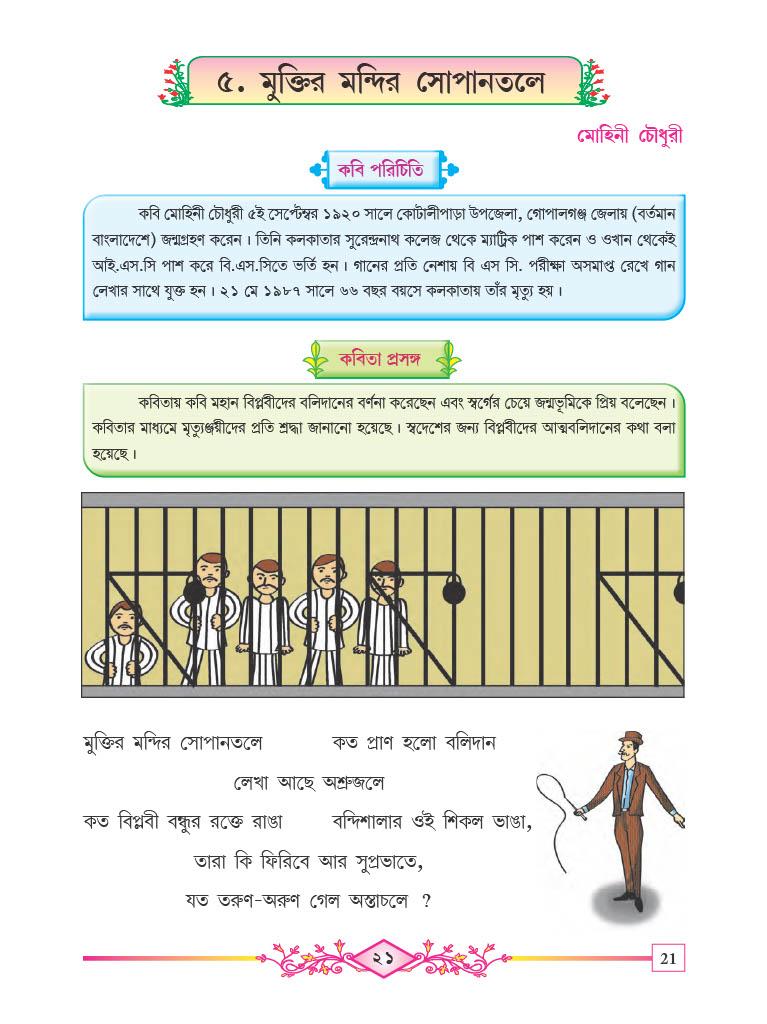 ৫. মুক্তির মন্দির সোপানতলে
মোহিনী চৌধুরী
কবি পরিচিতি
কবি মোহিনী চৌধুরী ৫ই সেপ্টেম্বর ১৯২০ সালে কোটালীপাড়া উপজেলা, গোপালগঞ্জ জেলায় (বর্তমান
বাংলাদেশে) জন্মগ্রহণ করেন। তিনি কলকাতার সুরেন্দ্রনাথ কলেজ থেকে ম্যাট্রিক পাশ করেন ও ওখান থেকেই
আই.এস.সি পাশ করে বি.এস.সিতে ভর্তি হন। গানের প্রতি নেশায় বি এস সি. পরীক্ষা অসমাপ্ত রেখে গান
লেখার সাথে যুক্ত হন। ২১ মে ১৯৮৭ সালে ৬৬ বছর বয়সে কলকাতায় তাঁর মৃত্যু হয়।
কবিতা প্রসঙ্গ
কবিতায় কবি মহান বিপ্লবীদের বলিদানের বর্ণনা করেছেন এবং স্বর্গের চেয়ে জন্মভূমিকে প্রিয় বলেছেন।
কবিতার মাধ্যমে মৃত্যুঞ্জয়ীদের প্রতি শ্রদ্ধা জানানো হয়েছে। স্বদেশের জন্য বিপ্লবীদের আত্মবলিদানের কথা বলা
হয়েছে।
মুক্তির মন্দির সোপানতলে কত প্রাণ হলো বলিদান
লেখা আছে অশ্রুজলে
কত বিপ্লবী বন্ধুর রক্তে রাঙা বন্দিশালার ওই শিকল ভাঙা,
তারা কি ফিরিবে আর সুপ্রভাতে,
যত তরুণ-অরুণ গেল অস্তাচলে ?
২১
21